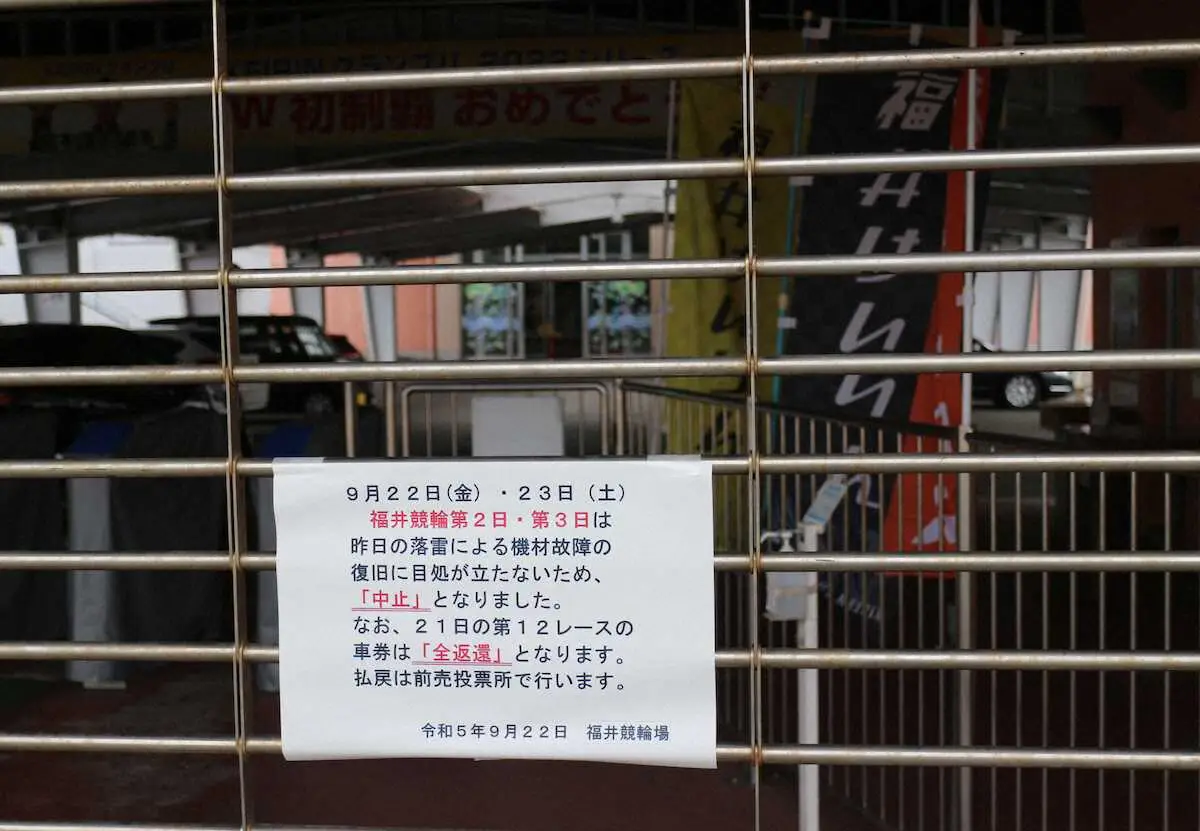 初制覇 おめでと
福井けいりん
９月２２日(金）・２３日（土）
福井競輪第２日・第３日は
昨日の落雷による機材故障の
復旧に目処が立たないため、
「中止」となりました。
なお、２１日の第１２レースの
車券は「全返還」となります。
払戻は前売投票所で行います。
令和５年９月２２日　福井競輪場